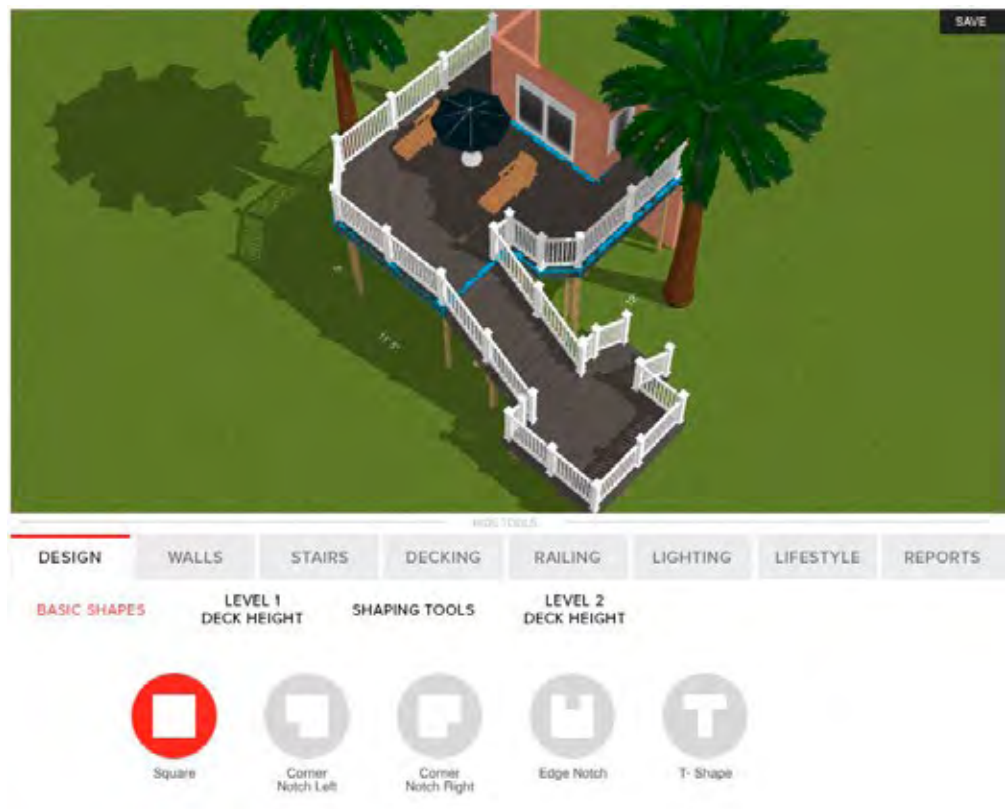 SAVE
HIDE TOOLS
DESIGN WALLS STAIRS DECKING RAILING LIGHTING LIFESTYLE REPORTS
BASIC SHAPES LEVEL 1 DECK HEIGHT SHAPING TOOLS LEVEL 2 DECK HEIGHT
Square Corner Notch Left Corner Notch Right Edge Notch T- Shape